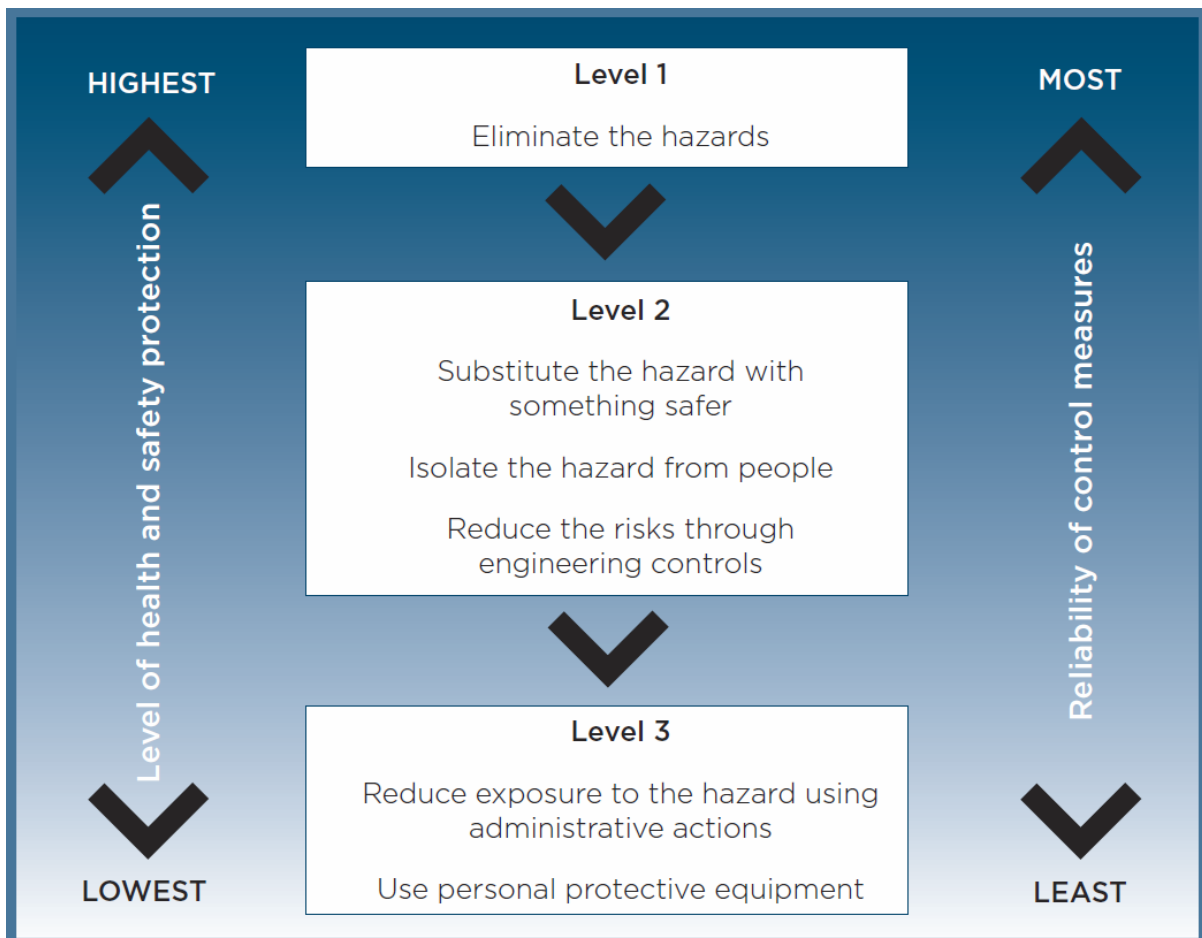 HIGHEST
Level of health and safety protection
LOWEST
Level 1
Eliminate the hazards
Level 2
Substitute the hazard with
something safer
Isolate the hazard from people
Reduce the risks through
engineering controls
Level 3
Reduce exposure to the hazard using
administrative actions
Use personal protective equipment
MOST
Reliability of control measures
LEAST